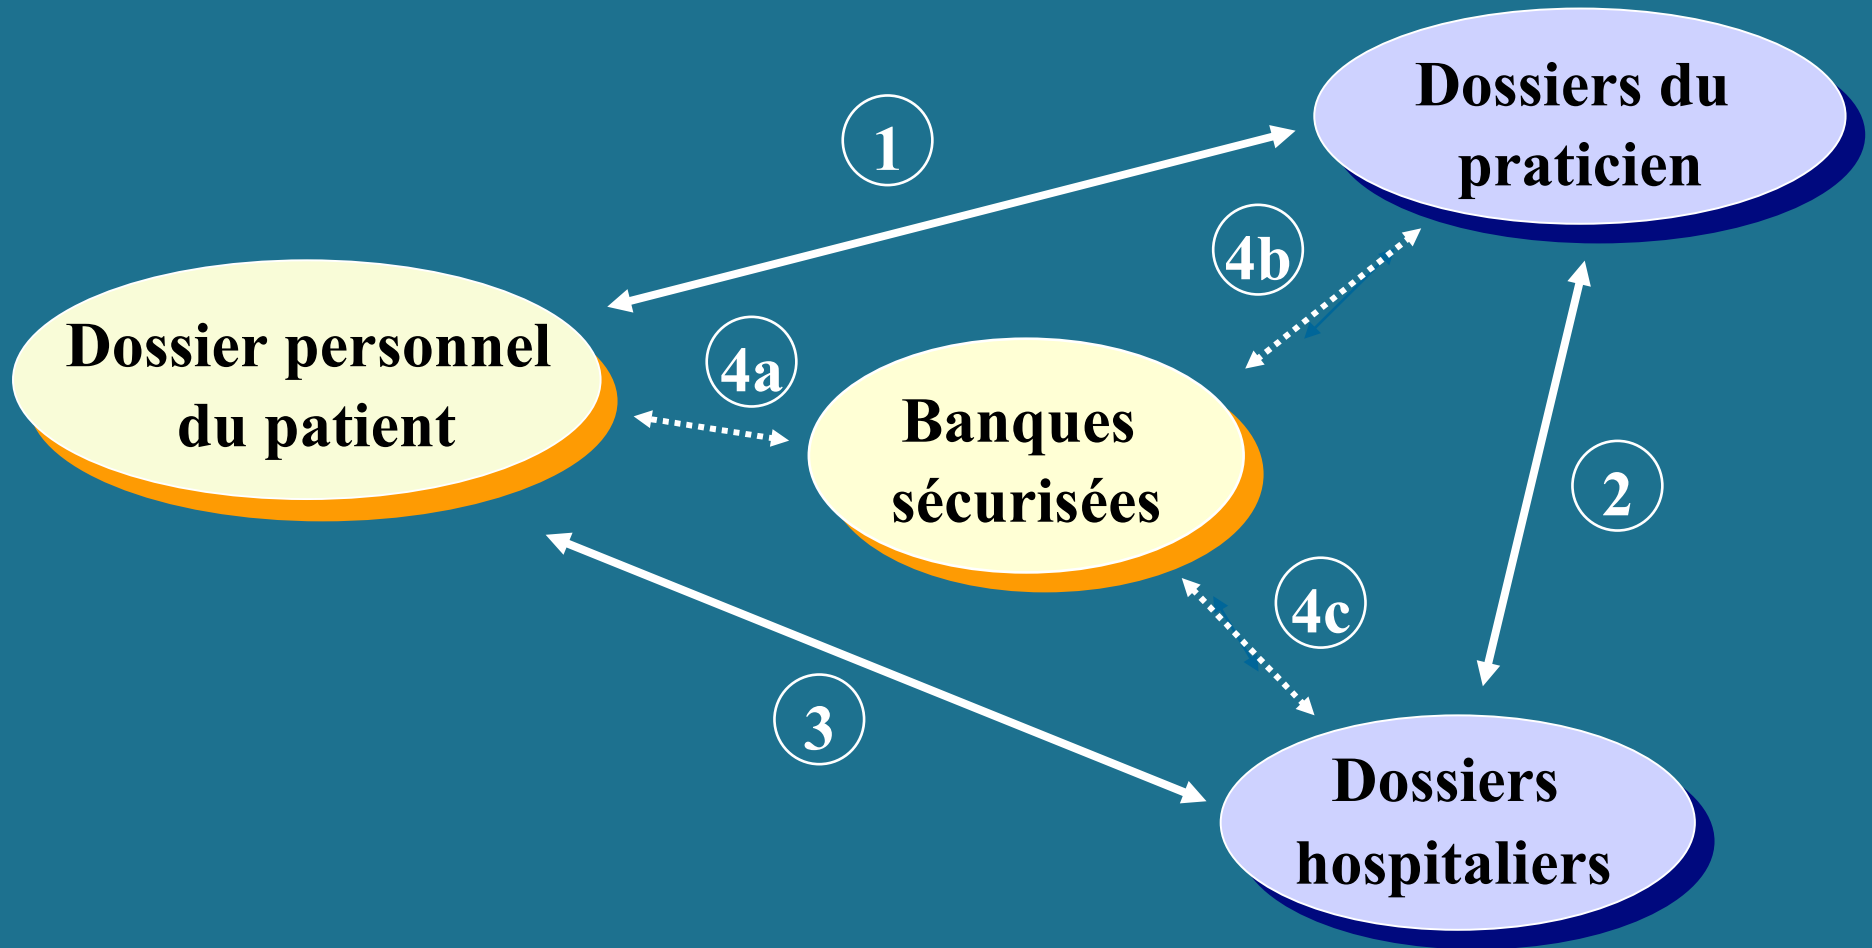 Dossiers du
praticien
1
4b
Dossier personnel
du patient
4a
Banques
sécurisées
2
4c
3
Dossiers
hospitaliers